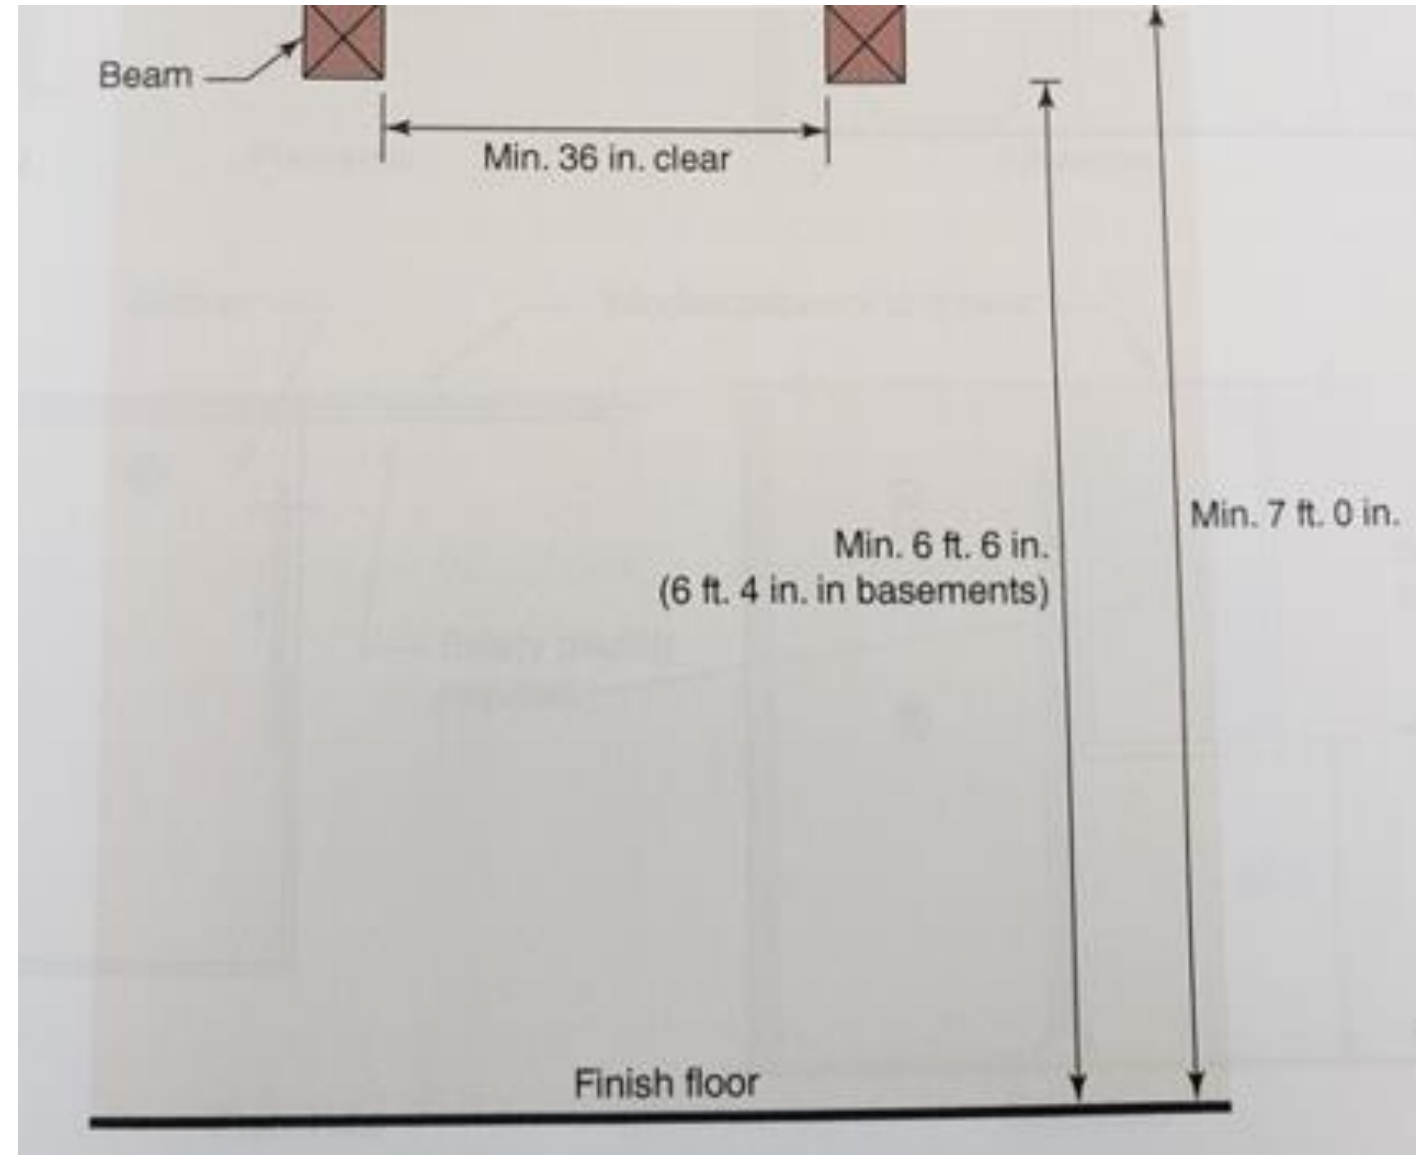 Beam
Min. 36 in. clear
Min. 7 ft. 0 in.
Min. 6 ft. 6 in.
(6 ft. 4 in. in basements)
Finish floor